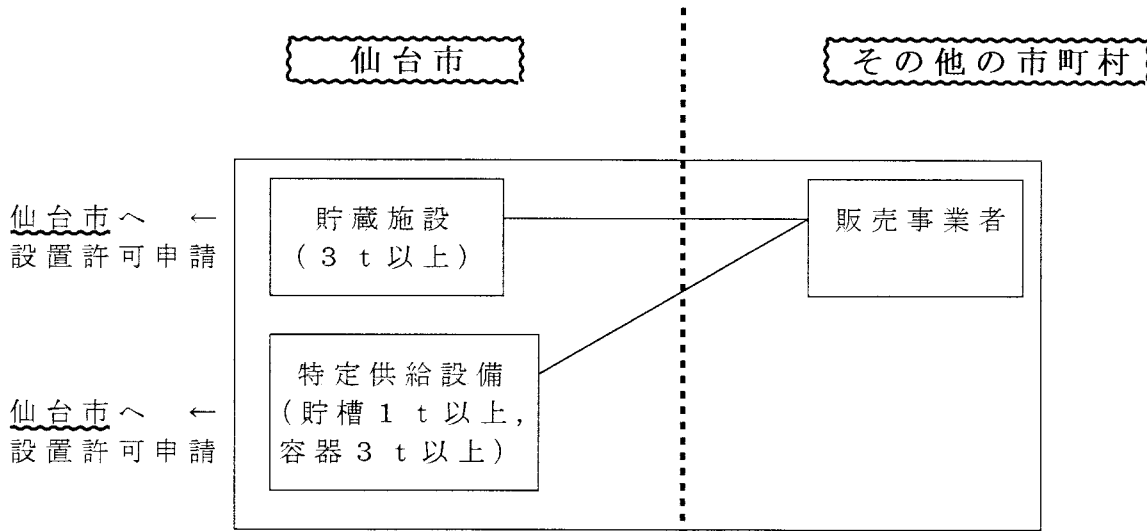 仙台市
その他の市町村
仙台市へ ←
設置許可申請
貯蔵施設
(3t以上)
販売事業者
仙台市へ ←
設置許可申請
特定供給設備
(貯槽1t以上,
容器3t以上)